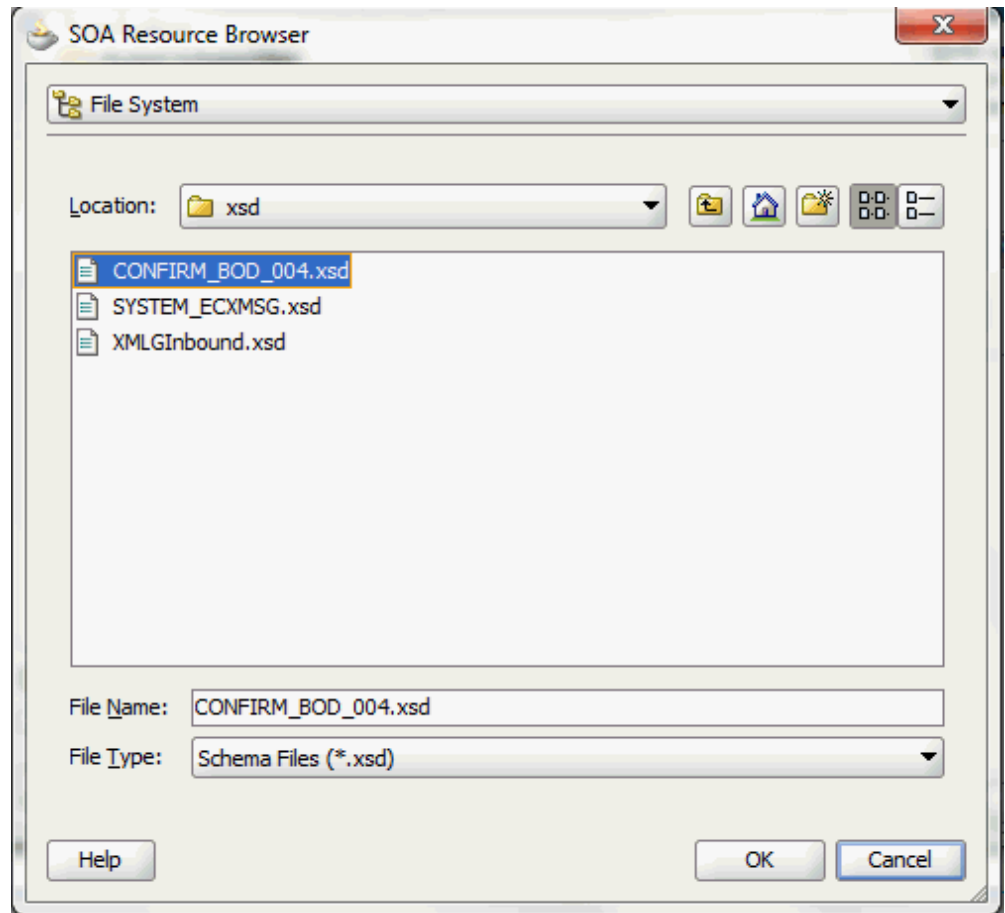 SOA Resource Browser
File System
Location: xsd
CONFIRM_BOD_004.xsd
SYSTEM_ECXMSG.xsd
XMLGInbound.xsd
File Name: CONFIRM_BOD_004.xsd
File Type: Schema Files (*.xsd)
Help OK Cancel